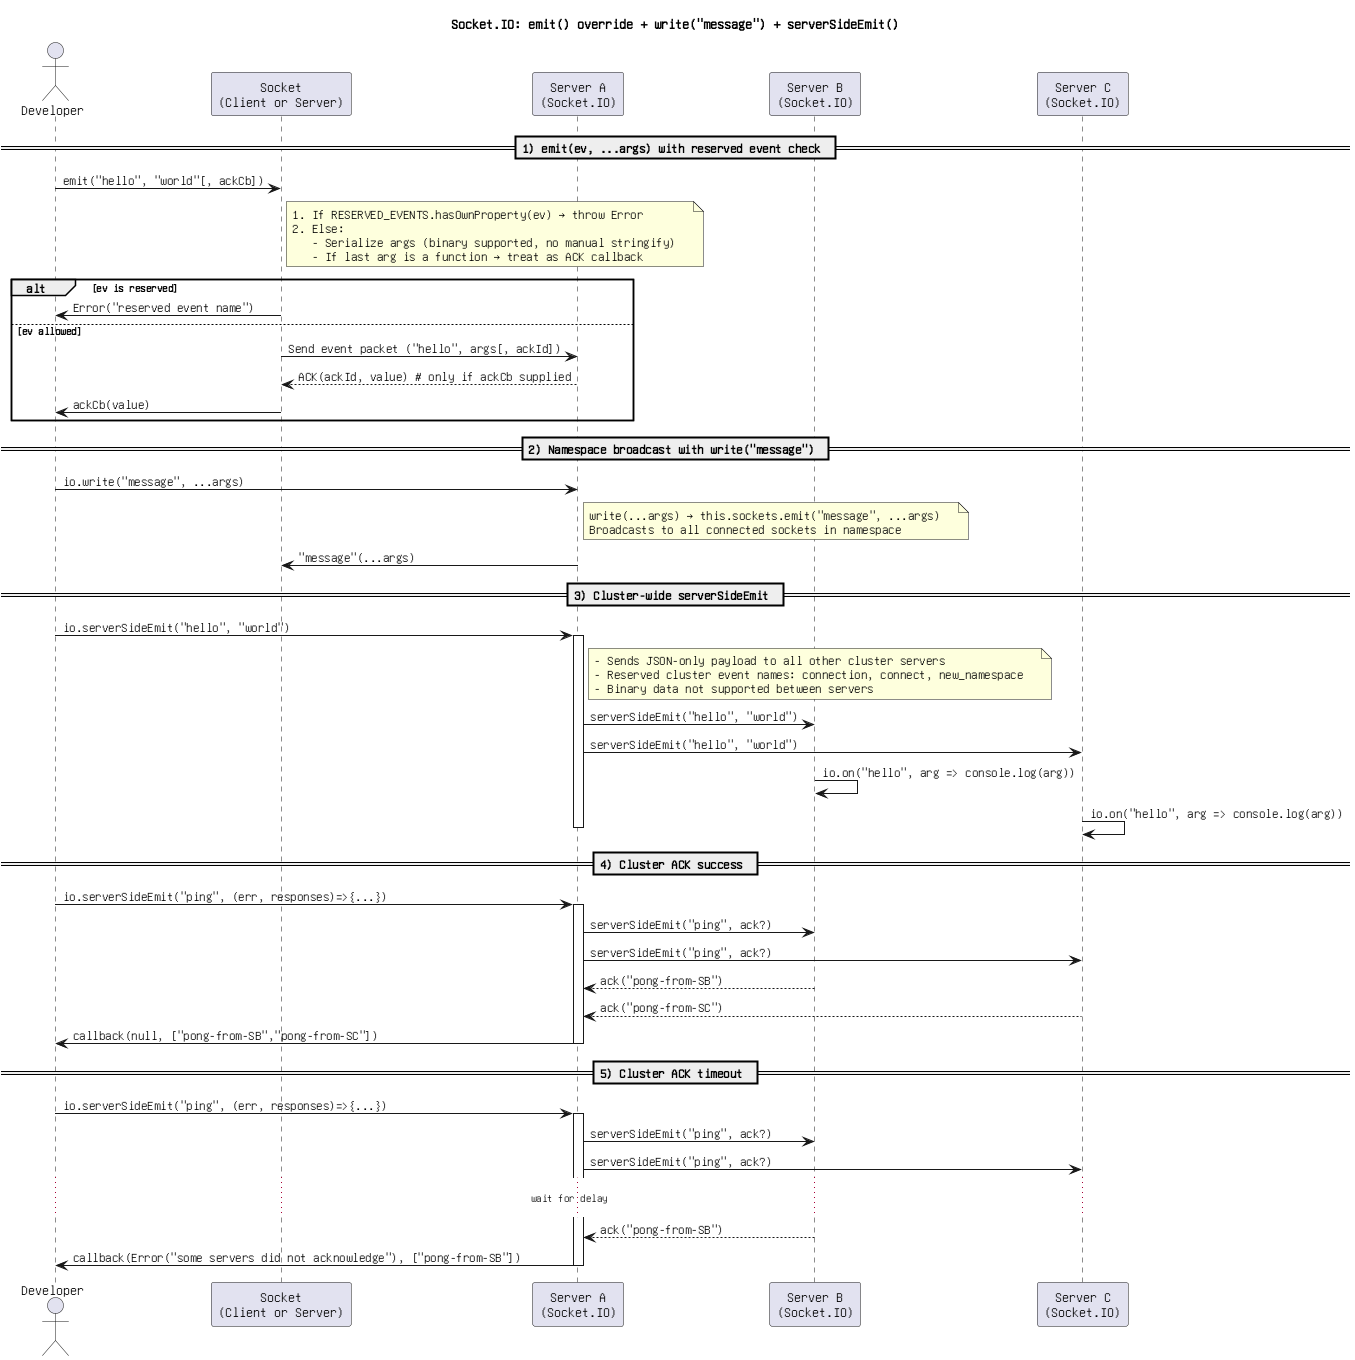 Socket.IO: emit() override + write("message") + serverSideEmit()
Developer
Socket
(Client or Server)
Server A
(Socket.IO)
Server B
(Socket.IO)
Server C
(Socket.IO)
1) emit(ev, ...args) with reserved event check
emit("hello", "world"[, ackCb])
1. If RESERVED_EVENTS.hasOwnProperty(ev) → throw Error
2. Else:
- Serialize args (binary supported, no manual stringify)
- If last arg is a function → treat as ACK callback
alt [ev is reserved]
Error("reserved event name")
[ev allowed]
Send event packet ("hello", args[, ackId])
ACK(ackId, value) # only if ackCb supplied
ackCb(value)
2) Namespace broadcast with write("message")
io.write("message", ...args)
write(...args) → this.sockets.emit("message", ...args)
Broadcasts to all connected sockets in namespace
"message"(...args)
3) Cluster-wide serverSideEmit
io.serverSideEmit("hello", "world")
- Sends JSON-only payload to all other cluster servers
- Reserved cluster event names: connection, connect, new_namespace
- Binary data not supported between servers
serverSideEmit("hello", "world")
serverSideEmit("hello", "world")
io.on("hello", arg => console.log(arg))
io.on("hello", arg => console.log(arg))
4) Cluster ACK success
io.serverSideEmit("ping", (err, responses)=>{...})
serverSideEmit("ping", ack?)
serverSideEmit("ping", ack?)
ack("pong-from-SB")
ack("pong-from-SC")
callback(null, ["pong-from-SB","pong-from-SC"])
5) Cluster ACK timeout
io.serverSideEmit("ping", (err, responses)=>{...})
serverSideEmit("ping", ack?)
serverSideEmit("ping", ack?)
wait for delay
ack("pong-from-SB")
callback(Error("some servers did not acknowledge"), ["pong-from-SB"])
Developer
Socket
(Client or Server)
Server A
(Socket.IO)
Server B
(Socket.IO)
Server C
(Socket.IO)